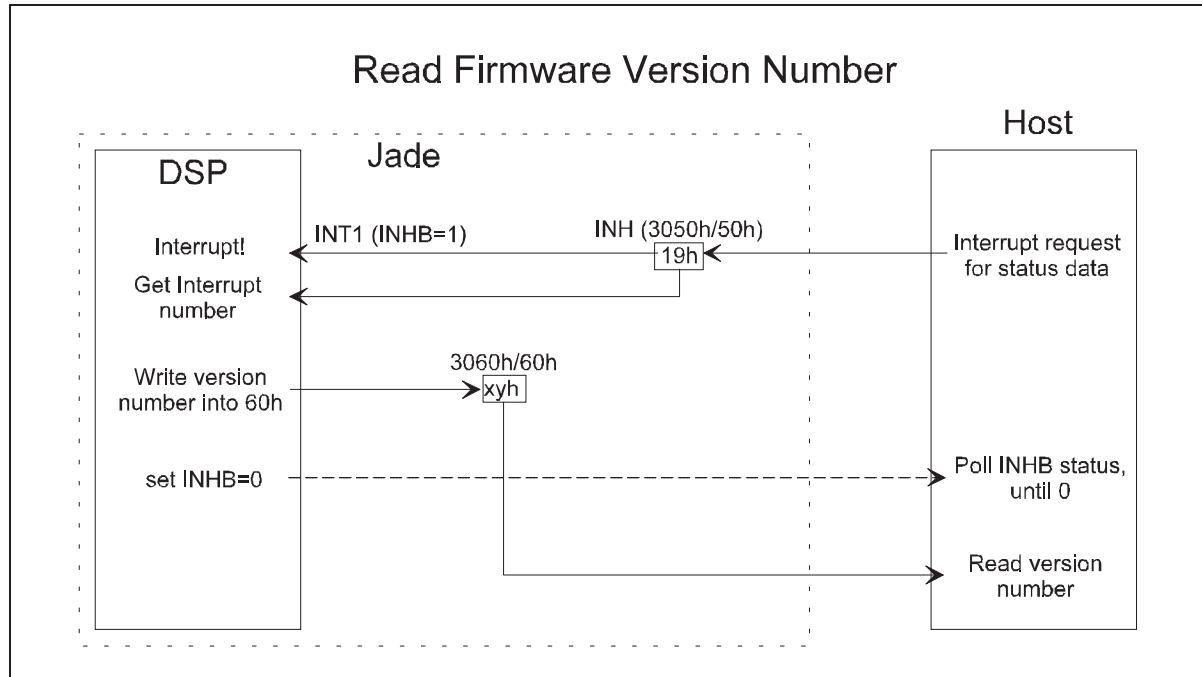 Read Firmware Version Number
Host
Jade
DSP
INT1 (INHB=1)
INH (3050h/50h)
Interrupt!
19h
Interrupt request
for status data
Get Interrupt
number
3060h/60h
Write version
number into 60h
xyh
set INHB=0
Poll INHB status,
until 0
Read version
number